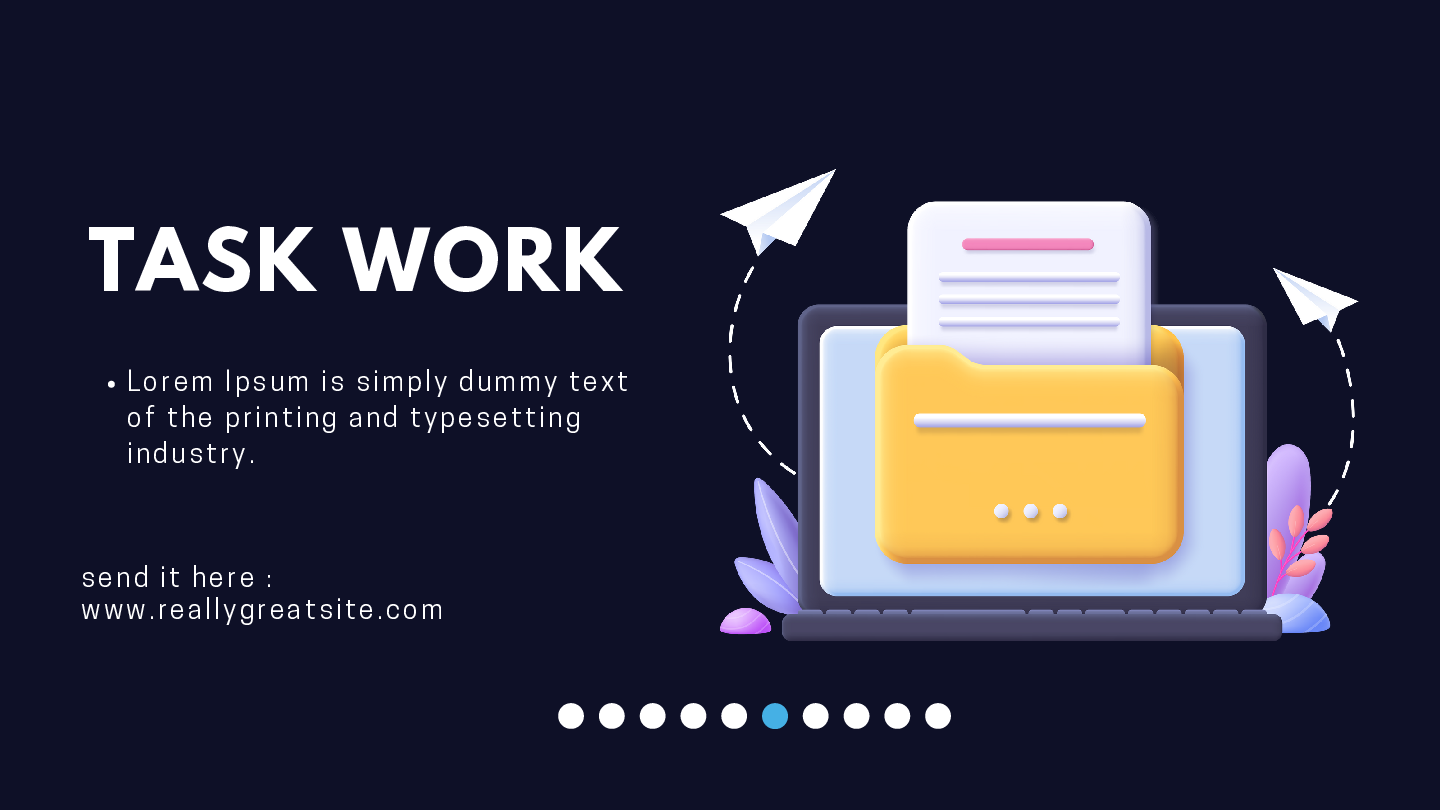 TASK WORK
• Lorem Ipsum is simply dummy text
of the printing and typesetting
industry.
send it here :
www.reallygreatsite.com